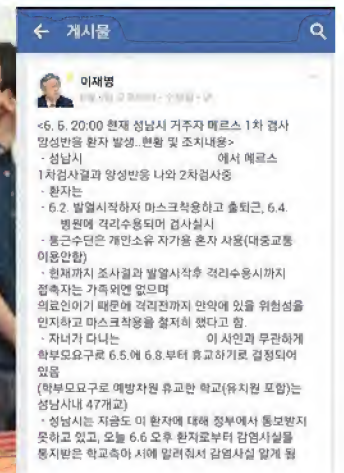 게시물
이재명
<6. 6. 20:00 현재 성남시 거주자 메르스 1차 검사
양성반응 환자 발생..현황 및 조치내용>
· 성남시 에서 메르스
1차검사결과 양성반응 나와 2차검사중
· 환자는
- 6.2. 발열시작하자 마스크착용하고 출퇴근, 6.4.
병원에 격리수용되며 검사실시
- 통근수단은 개인소유 자가용 혼자 사용(대중교통
이용안함)
- 현재까지 조사결과 발열시작후 격리수용시까지
접촉자는 가족외엔 없으며
의료인이기 때문에 격리전까지 만약에 있을 위험성을
인지하고 마스크착용을 철저히 했다고 함.
- 자녀가 다니는 이 사인과 무관하게
학부모요구로 6.5.에 6.8.부터 휴교하기로 결정되어
있음
(학부모요구로 예방차원 휴교한 학교(유치원 포함)는
성남시내 47개교)
- 성남시는 지금도 이 환자에 대해 정부에서 통보받지
못하고 있고, 오늘 6.6 오후 환자로부터 감염사실을
통지받은 학교측이 시에 알려줘서 감염사실 알게 됨